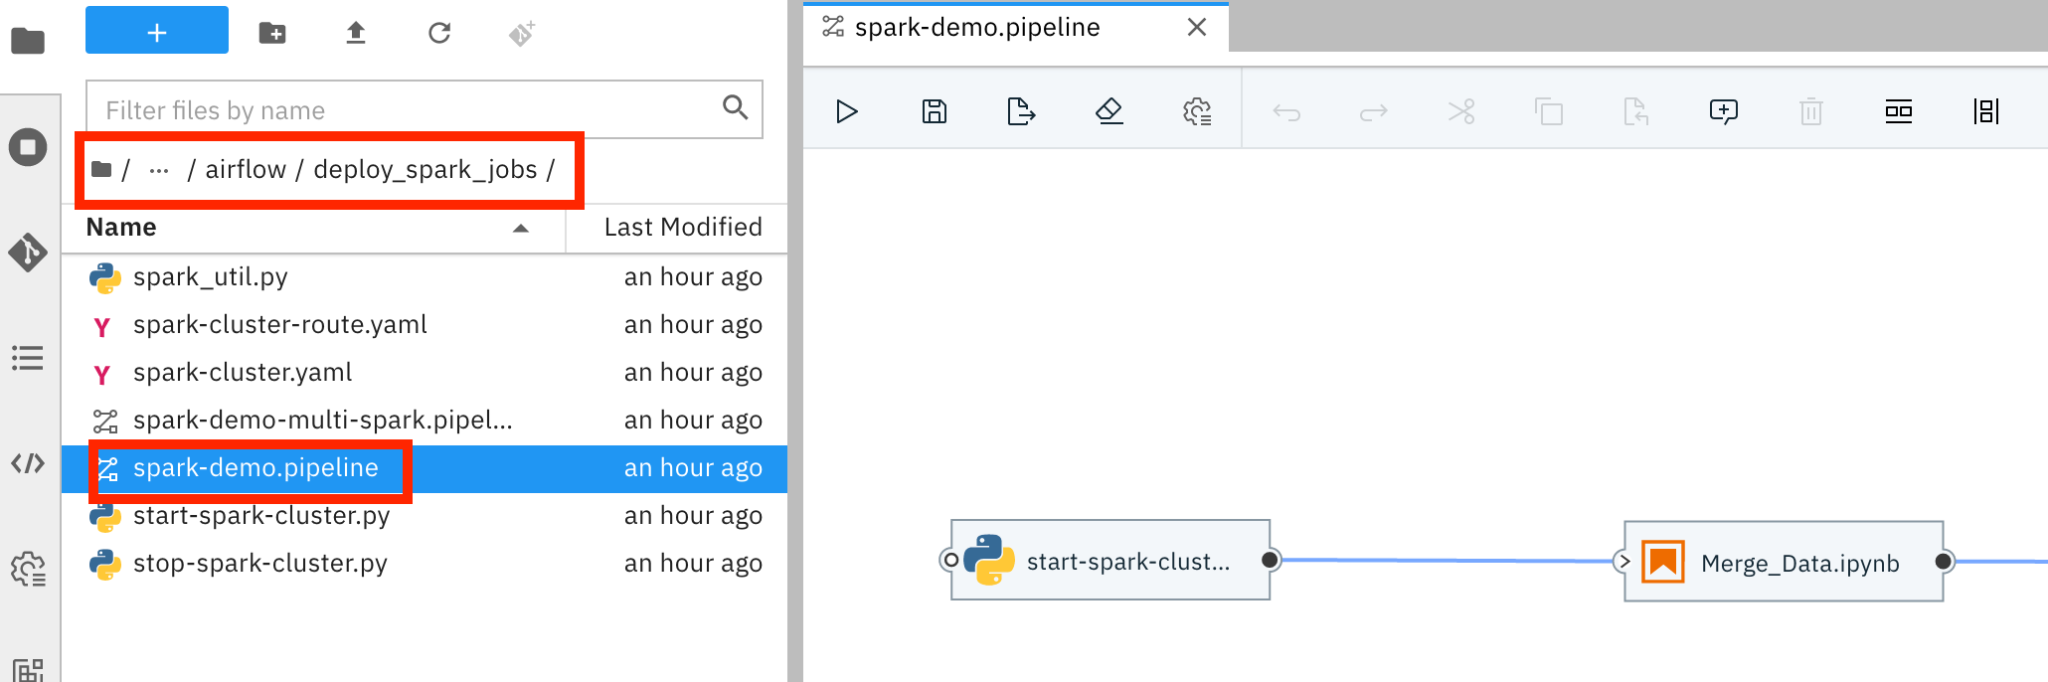 spark-demo.pipeline
Filter files by name
/ ... / airflow / deploy_spark_jobs /
Name Last Modified
spark_util.py an hour ago
spark-cluster-route.yaml an hour ago
spark-cluster.yaml an hour ago
spark-demo-multi-spark.pipel... an hour ago
spark-demo.pipeline an hour ago
start-spark-cluster.py an hour ago
stop-spark-cluster.py an hour ago
start-spark-clust...
Merge_Data.ipynb